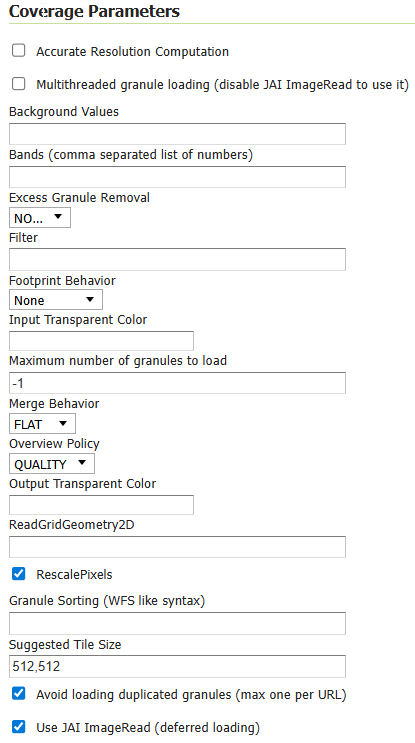 Coverage Parameters
Accurate Resolution Computation
Multithreaded granule loading (disable JAI ImageRead to use it)
Background Values
Bands (comma separated list of numbers)
Excess Granule Removal
NO...
Filter
Footprint Behavior
None
Input Transparent Color
Maximum number of granules to load
-1
Merge Behavior
FLAT
Overview Policy
QUALITY
Output Transparent Color
ReadGridGeometry2D
RescalePixels
Granule Sorting (WFS like syntax)
Suggested Tile Size
512,512
Avoid loading duplicated granules (max one per URL)
Use JAI ImageRead (deferred loading)